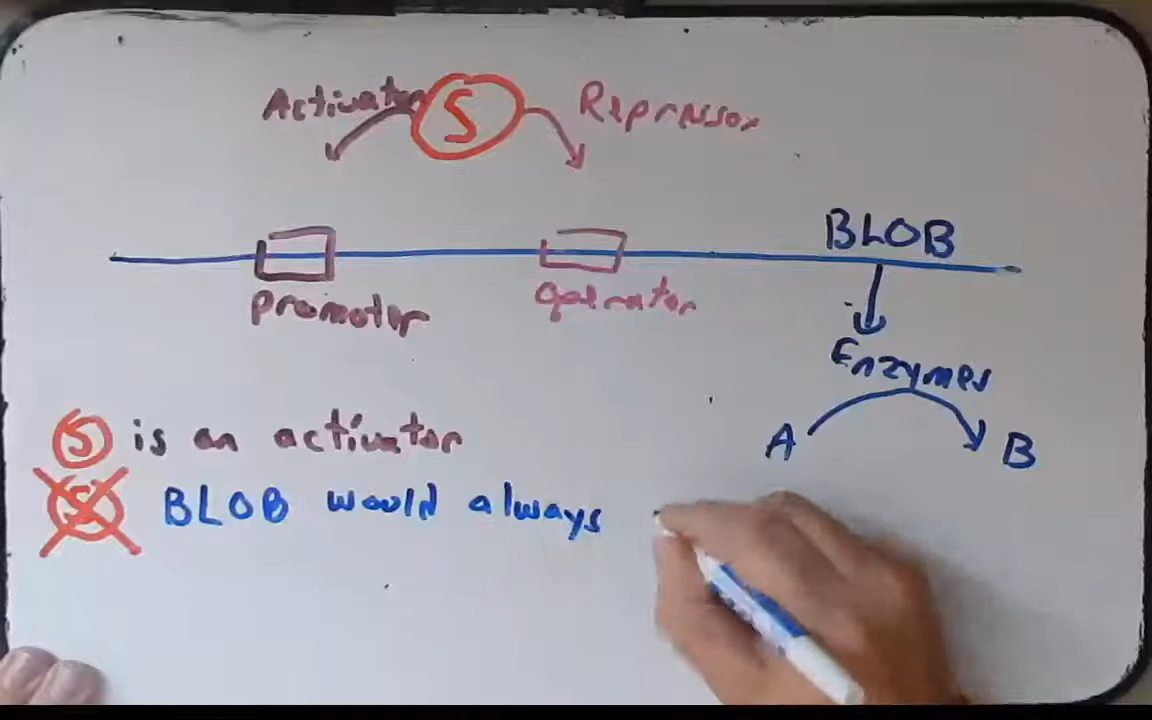 Activator S Repressor
BLOB
promoter operator
Enzymes
A B
S is an activator
S BLOB would always